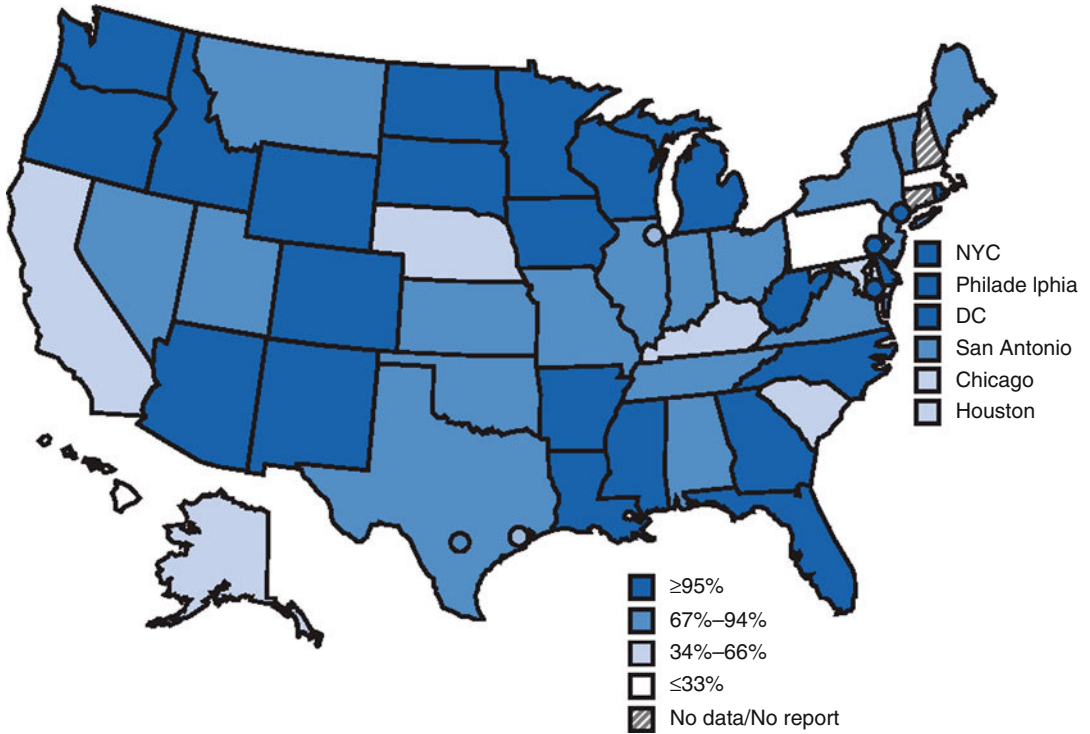 NYC
Philade lphia
DC
San Antonio
Chicago
Houston
≥95%
67%–94%
34%–66%
≤33%
No data/No report